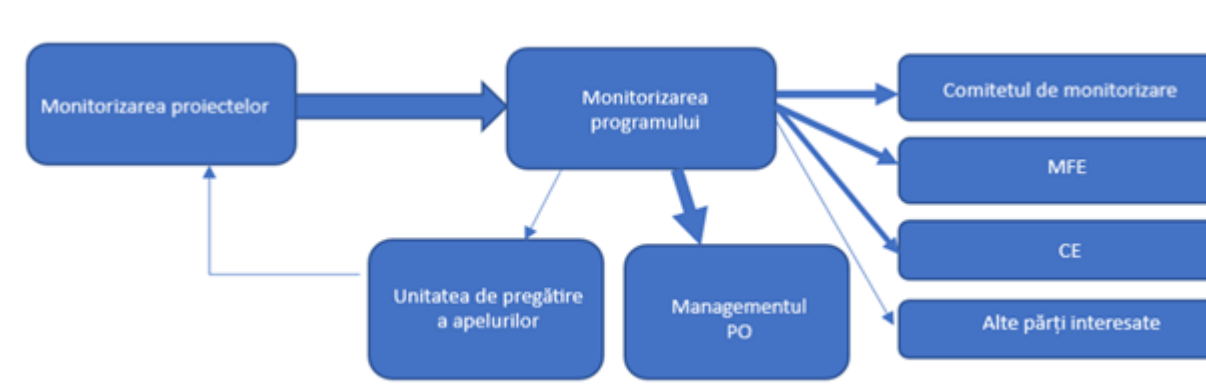 Monitorizarea proiectelor
Monitorizarea
programului
Comitetul de monitorizare
MFE
CE
Alte părți interesate
Unitatea de pregătire
a apelurilor
Managementul
PO